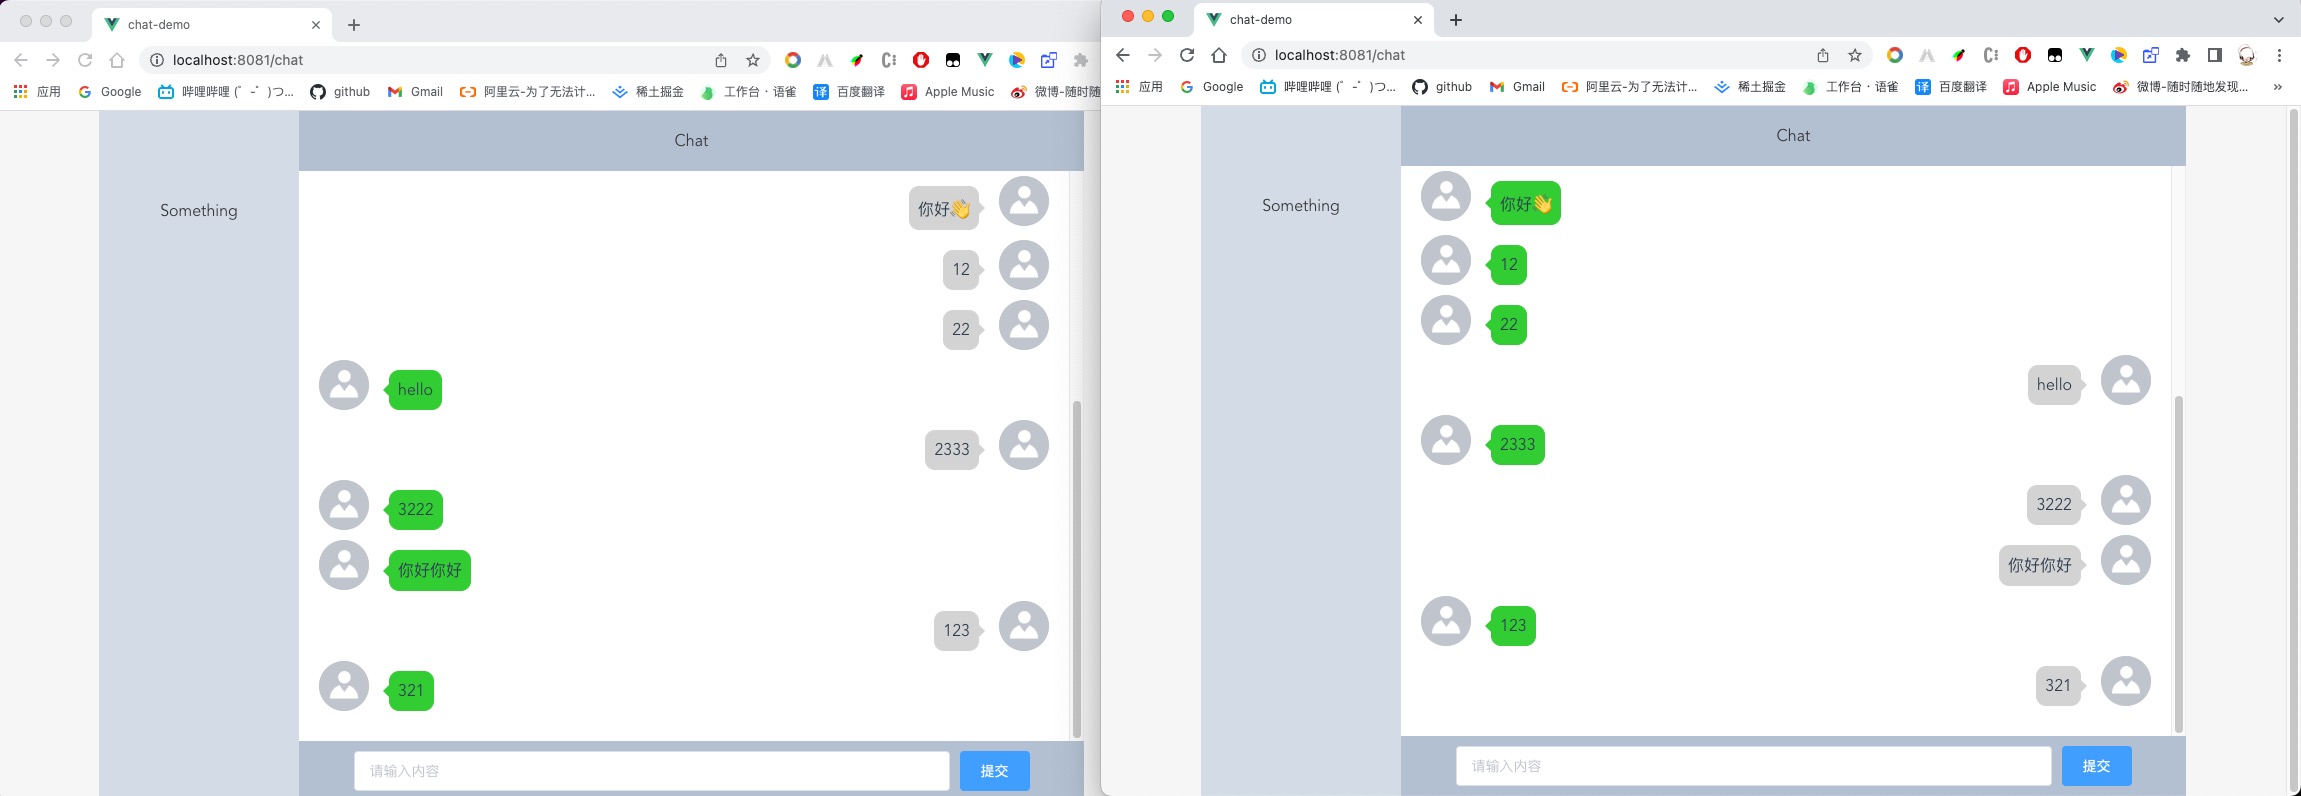 chat-demo
localhost:8081/chat
应用 Google 哔哩哔哩 (゜-゜)つ... github Gmail 阿里云-为了无法计... 稀土掘金 工作台 · 语雀 百度翻译 Apple Music 微博-随时随
Chat
Something
你好👋
12
22
hello
2333
3222
你好你好
123
321
请输入内容 提交
chat-demo
localhost:8081/chat
应用 Google 哔哩哔哩 (゜-゜)つ... github Gmail 阿里云-为了无法计... 稀土掘金 工作台 · 语雀 百度翻译 Apple Music 微博-随时随地发现... »
Chat
Something
你好👋
12
22
hello
2333
3222
你好你好
123
321
请输入内容 提交